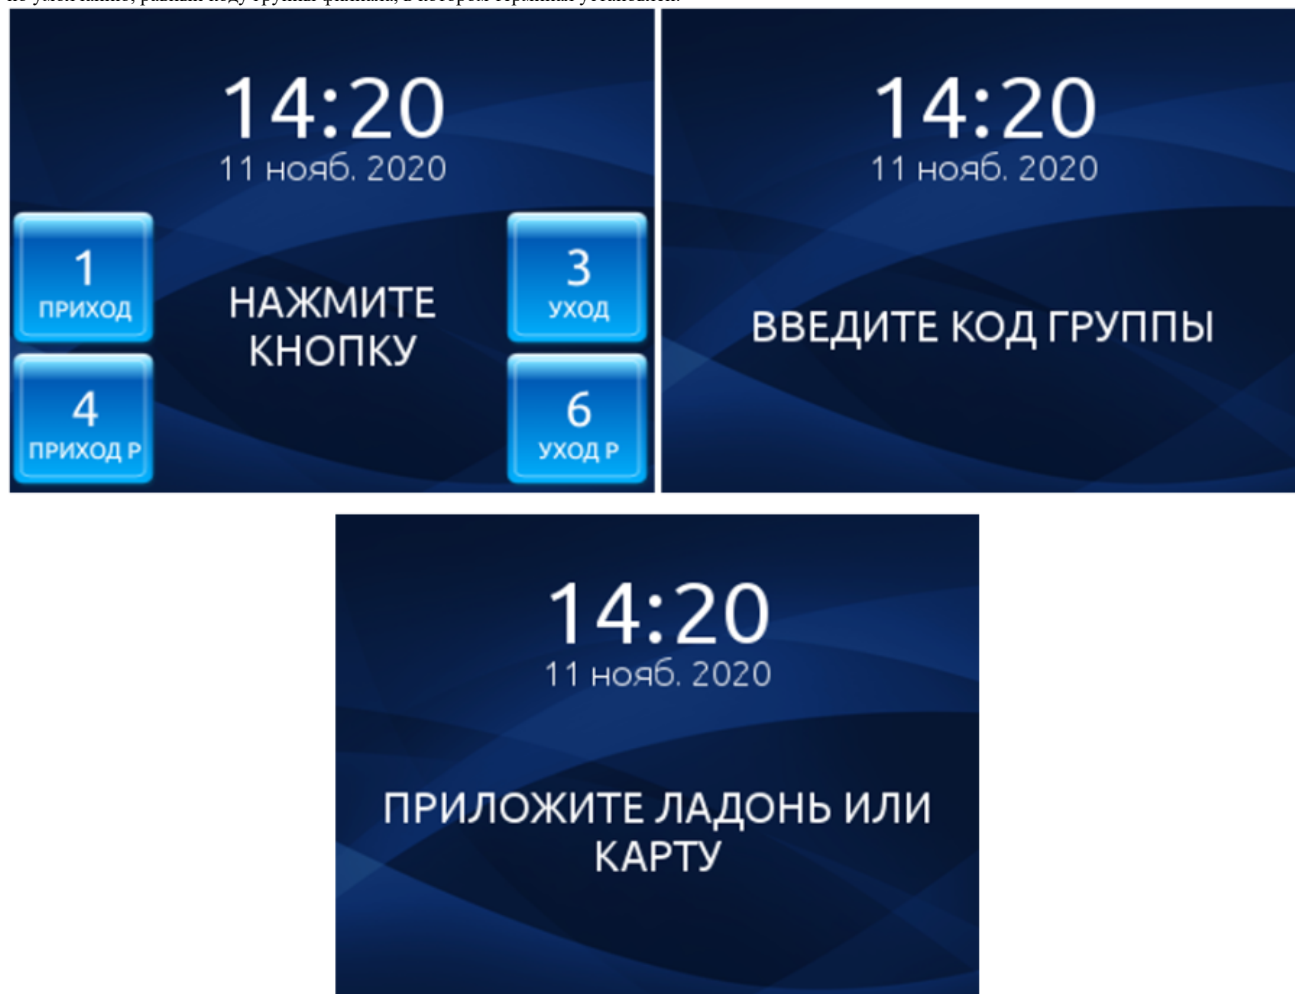 14:20
11 нояб. 2020
1
ПРИХОД
3
УХОД
НАЖМИТЕ
КНОПКУ
4
ПРИХОД Р
6
УХОД Р
14:20
11 нояб. 2020
ВВЕДИТЕ КОД ГРУППЫ
14:20
11 нояб. 2020
ПРИЛОЖИТЕ ЛАДОНЬ ИЛИ
КАРТУ